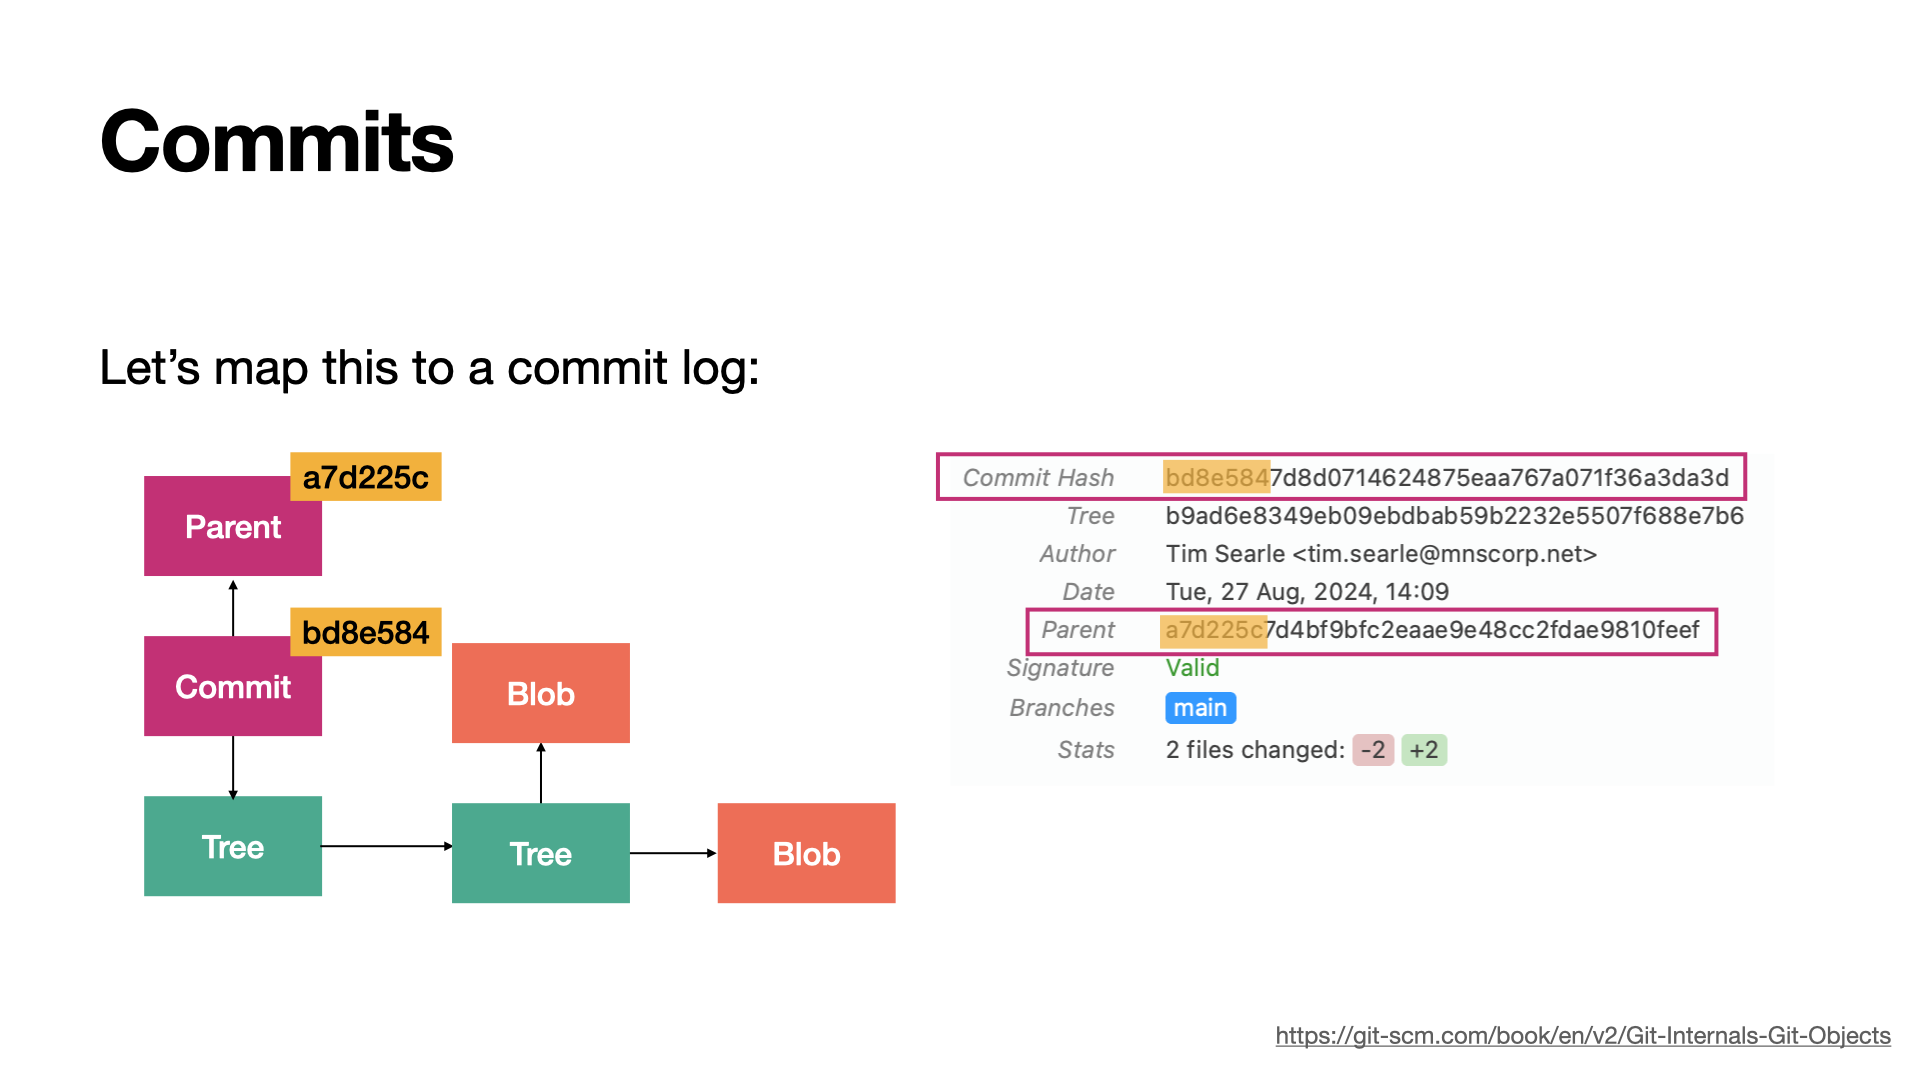 Commits
Let’s map this to a commit log:
a7d225c
Parent
bd8e584
Commit
Blob
Tree
Tree
Blob
Commit Hash bd8e5847d8d0714624875eaa767a071f36a3da3d
Tree b9ad6e8349eb09ebdbab59b2232e5507f688e7b6
Author Tim Searle <tim.searle@mnscorp.net>
Date Tue, 27 Aug, 2024, 14:09
Parent a7d225c7d4bf9bfc2eaae9e48cc2fdae9810feef
Signature Valid
Branches main
Stats 2 files changed: -2 +2
https://git-scm.com/book/en/v2/Git-Internals-Git-Objects